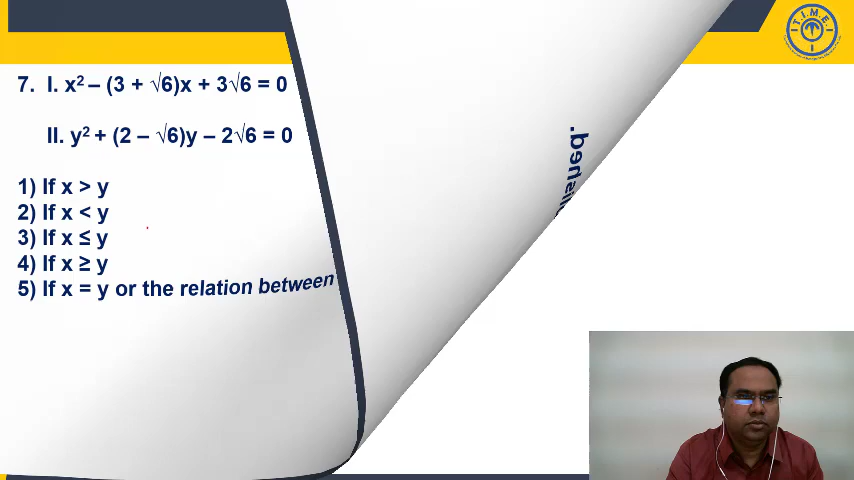 T.I.M.E.
7. I. x² – (3 + √6)x + 3√6 = 0
II. y² + (2 – √6)y – 2√6 = 0
1) If x > y
2) If x < y
3) If x ≤ y
4) If x ≥ y
5) If x = y or the relation between